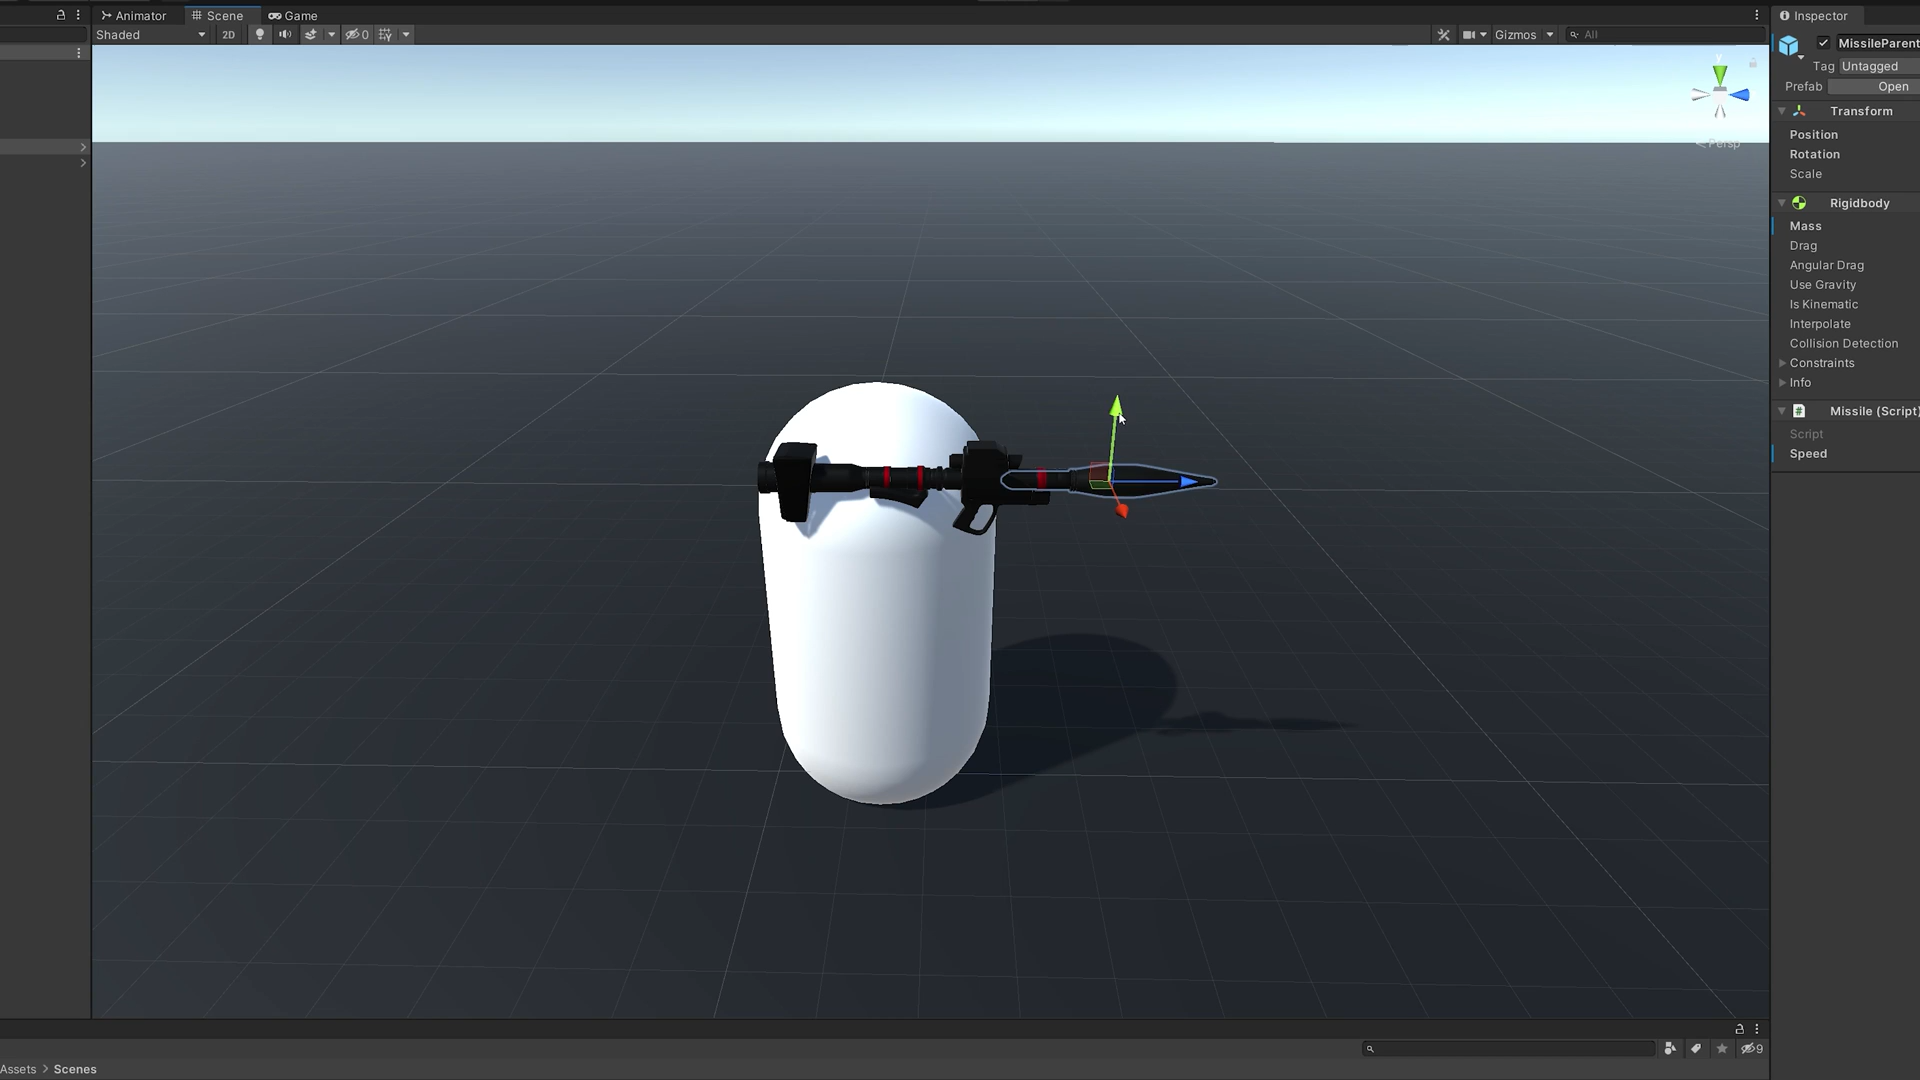 Animator Scene Game
Shaded 2D 0 Gizmos All
y
< Persp
Inspector
MissileParent
Tag Untagged
Prefab Open
Transform
Position
Rotation
Scale
Rigidbody
Mass
Drag
Angular Drag
Use Gravity
Is Kinematic
Interpolate
Collision Detection
Constraints
Info
# Missile (Script)
Script
Speed
9
Assets > Scenes